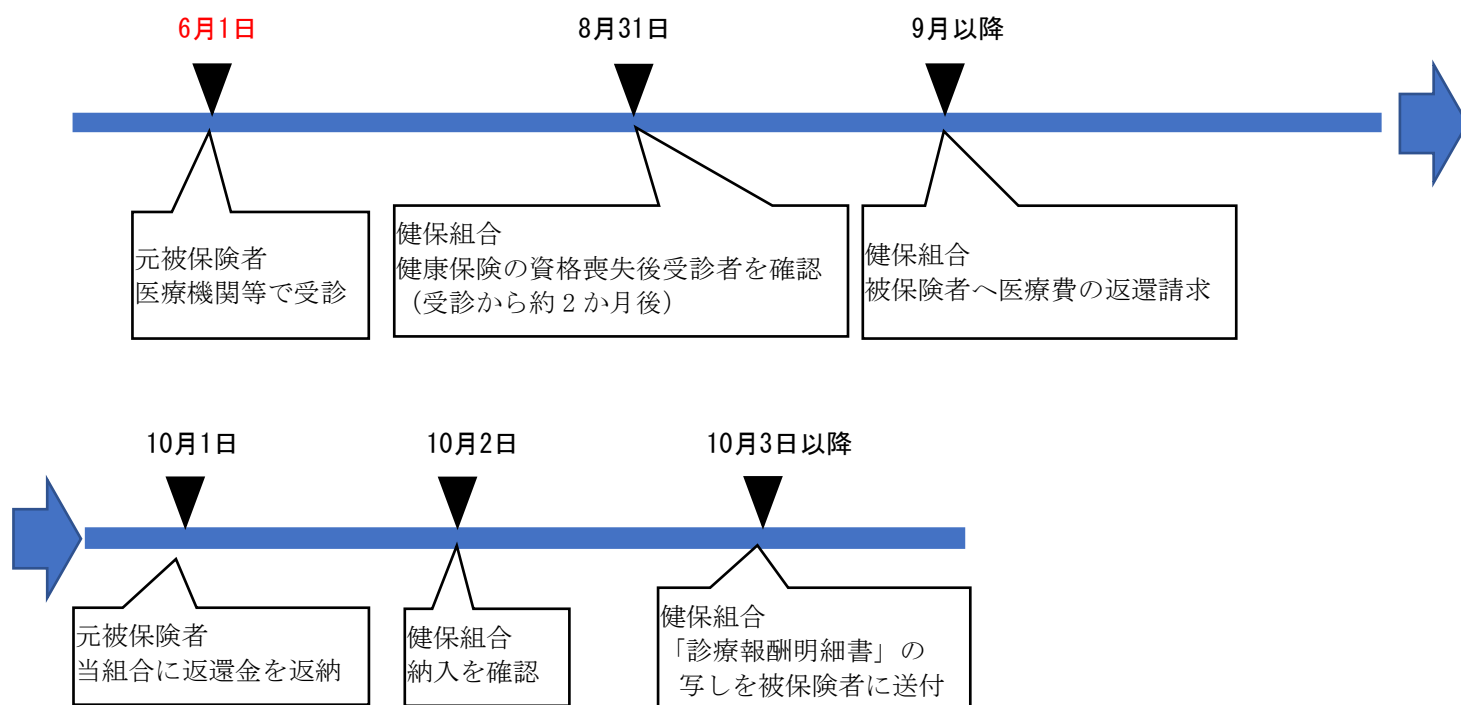 6月1日
8月31日
9月以降
元被保険者
医療機関等で受診
健保組合
健康保険の資格喪失後受診者を確認
（受診から約２か月後）
健保組合
被保険者へ医療費の返還請求
10月1日
10月2日
10月3日以降
元被保険者
当組合に返還金を返納
健保組合
納入を確認
健保組合
「診療報酬明細書」の
写しを被保険者に送付